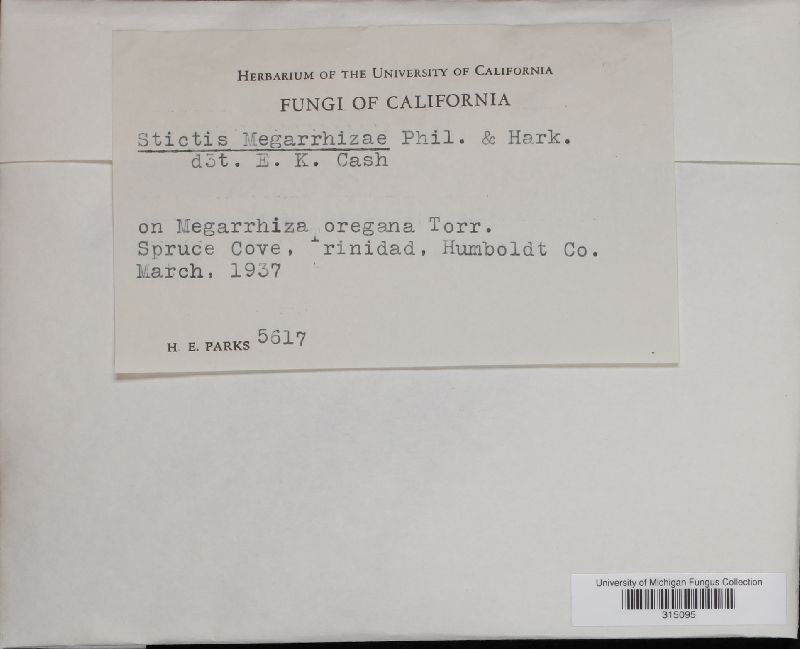 HERBARIUM OF THE UNIVERSITY OF CALIFORNIA
FUNGI OF CALIFORNIA
Stictis Megarrhizae Phil. & Hark.
d3t. E. K. Cash
on Megarrhiza oregana Torr.
Spruce Cove, Trinidad, Humboldt Co.
March, 1937
H. E. PARKS 5617
University of Michigan Fungus Collection
315095